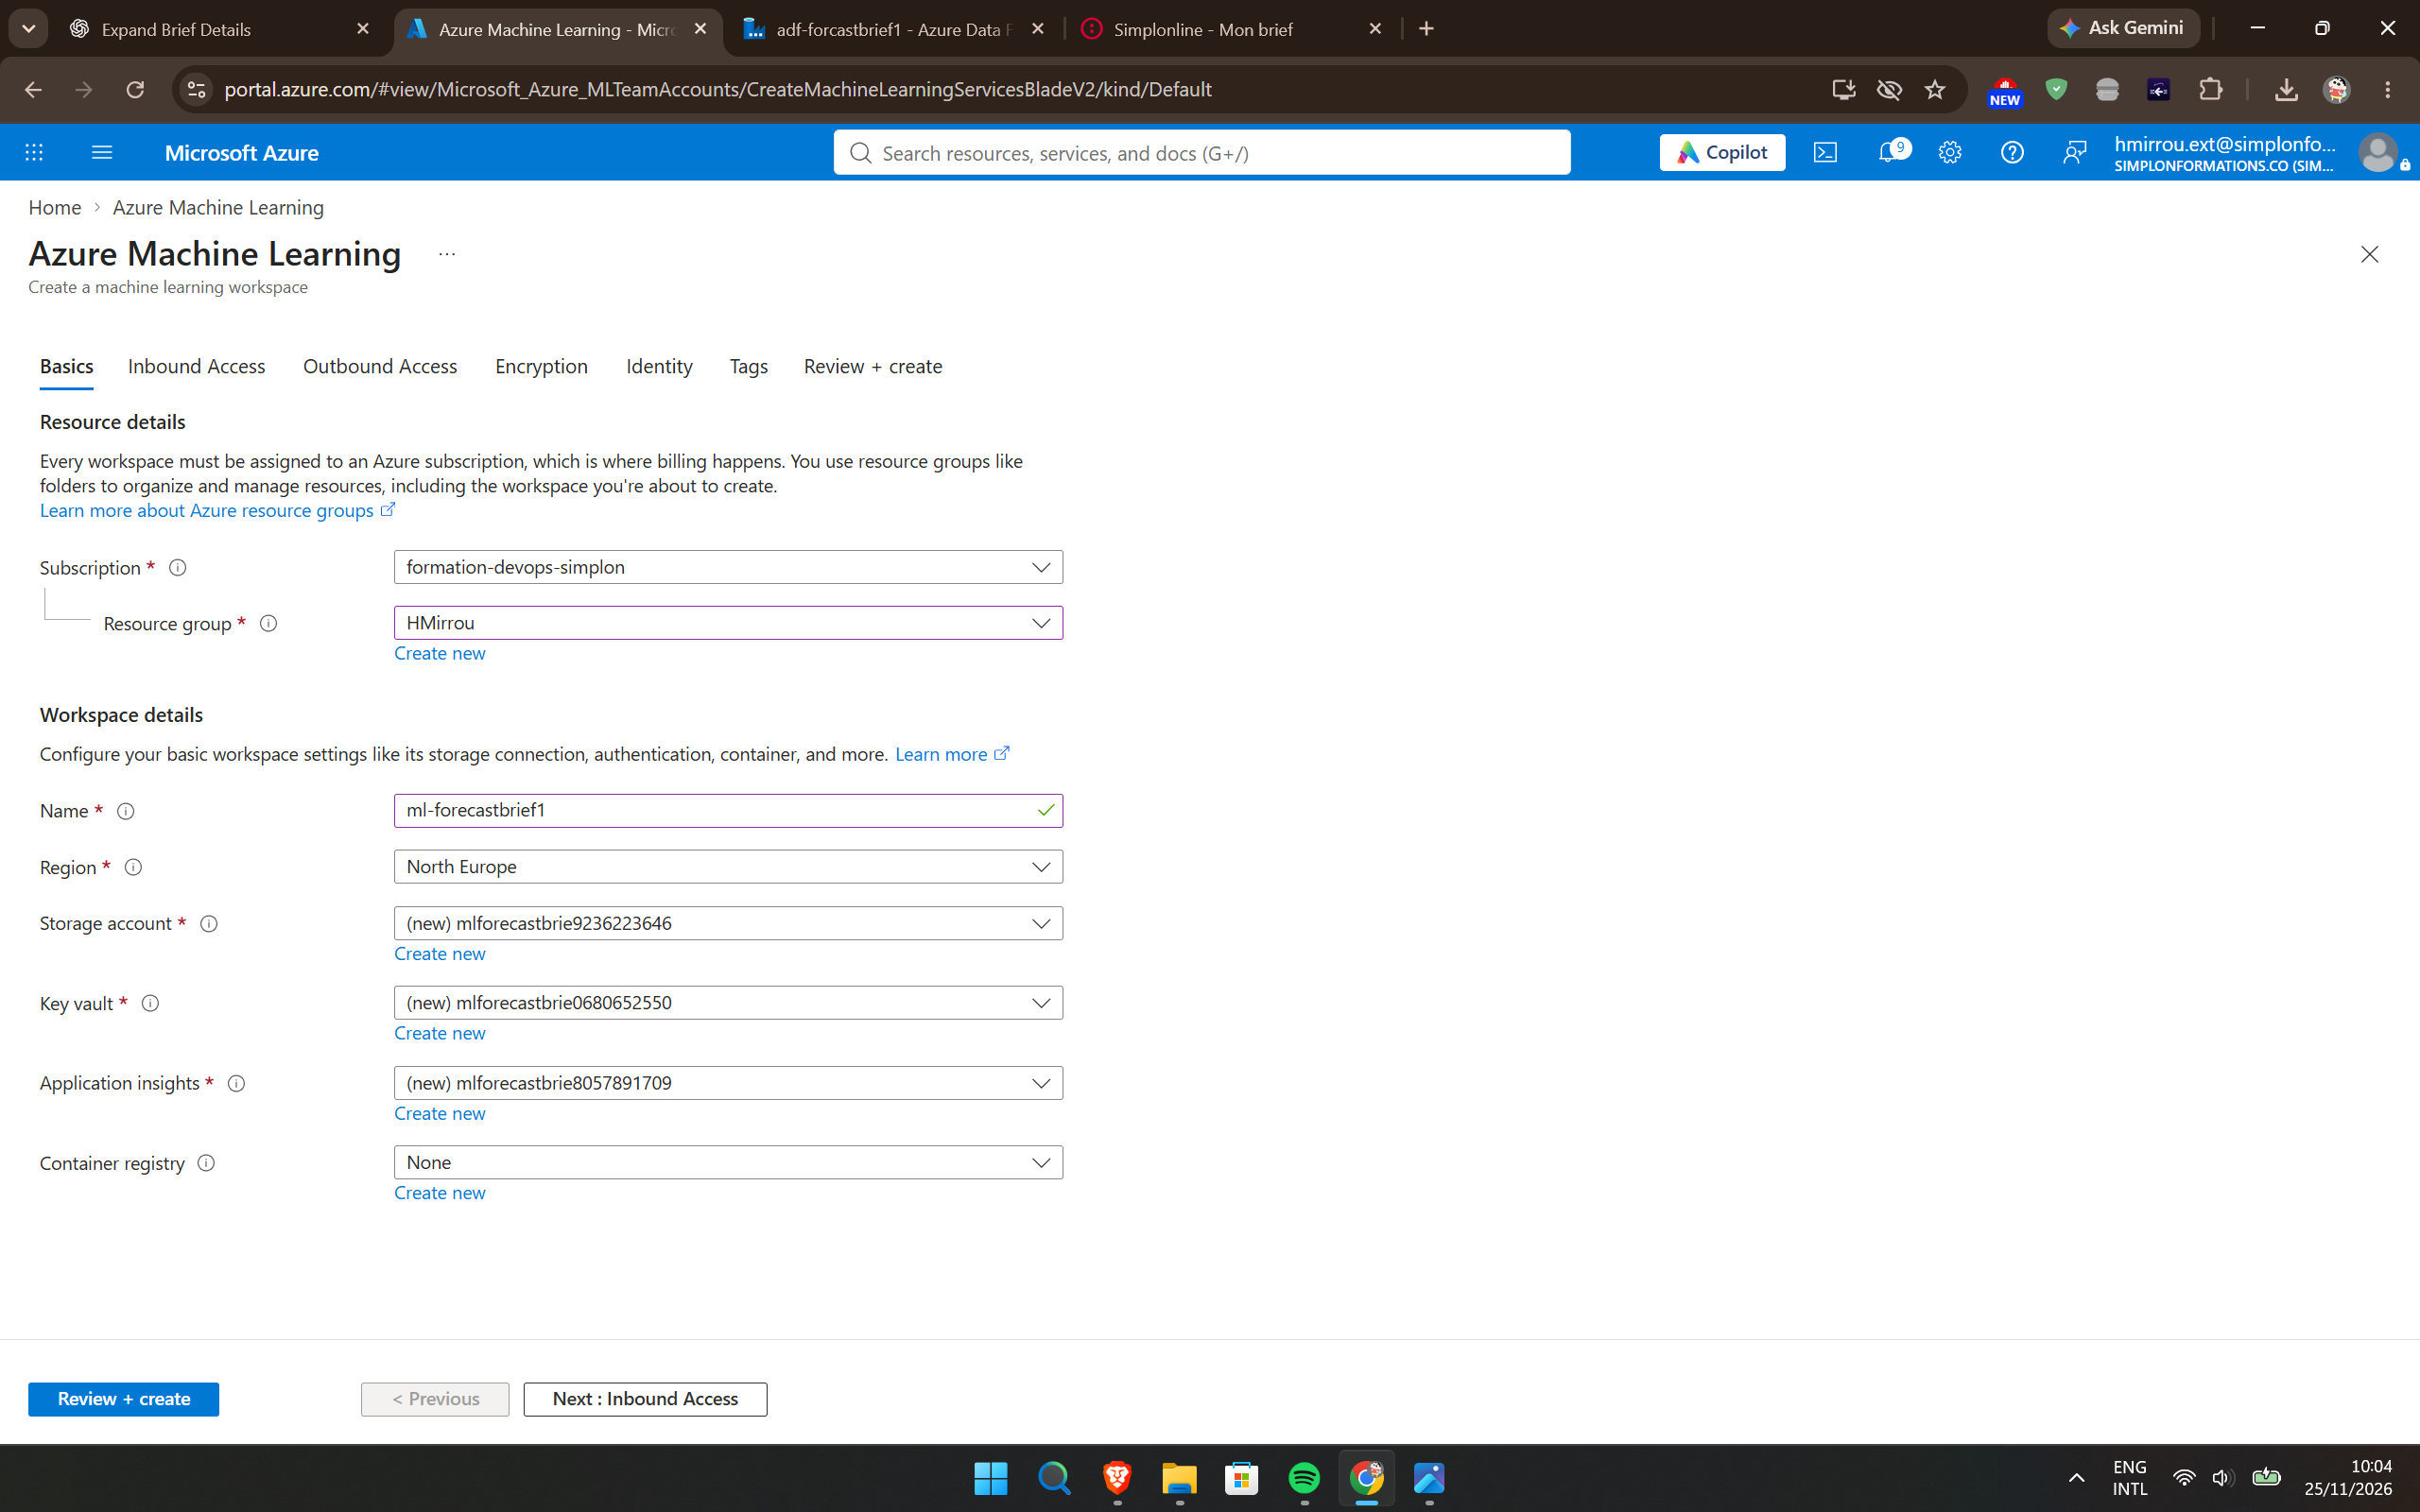 Expand Brief Details
Azure Machine Learning - Micro
adf-forcastbrief1 - Azure Data F
Simplonline - Mon brief
Ask Gemini
portal.azure.com/#view/Microsoft_Azure_MLTeamAccounts/CreateMachineLearningServicesBladeV2/kind/Default
NEW
Microsoft Azure
Search resources, services, and docs (G+/)
Copilot
9
hmirrou.ext@simplonfo...
SIMPLONFORMATIONS.CO (SIM...
Home > Azure Machine Learning
Azure Machine Learning ...
Create a machine learning workspace
Basics Inbound Access Outbound Access Encryption Identity Tags Review + create
Resource details
Every workspace must be assigned to an Azure subscription, which is where billing happens. You use resource groups like
folders to organize and manage resources, including the workspace you're about to create.
Learn more about Azure resource groups
Subscription * formation-devops-simplon
Resource group * HMirrou
Create new
Workspace details
Configure your basic workspace settings like its storage connection, authentication, container, and more. Learn more
Name * ml-forecastbrief1
Region * North Europe
Storage account * (new) mlforecastbrie9236223646
Create new
Key vault * (new) mlforecastbrie0680652550
Create new
Application insights * (new) mlforecastbrie8057891709
Create new
Container registry None
Create new
Review + create < Previous Next : Inbound Access
ENG
INTL
10:04
25/11/2026